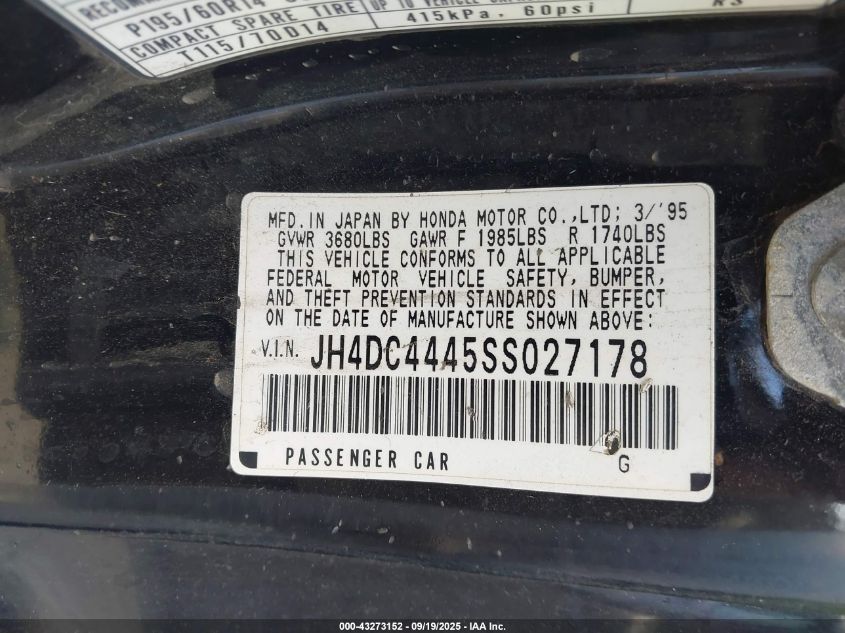 P195/60R14
COMPACT SPARE TIRE
T115/70D14
415kPa. 60psi
MFD. IN JAPAN BY HONDA MOTOR CO.,LTD; 3/'95
GVWR 3680LBS GAWR F 1985LBS R 1740LBS
THIS VEHICLE CONFORMS TO ALL APPLICABLE
FEDERAL MOTOR VEHICLE SAFETY, BUMPER,
AND THEFT PREVENTION STANDARDS IN EFFECT
ON THE DATE OF MANUFACTURE SHOWN ABOVE:
V.I.N. JH4DC4445SS027178
PASSENGER CAR G
000-43273152 - 09/19/2025 - IAA Inc.